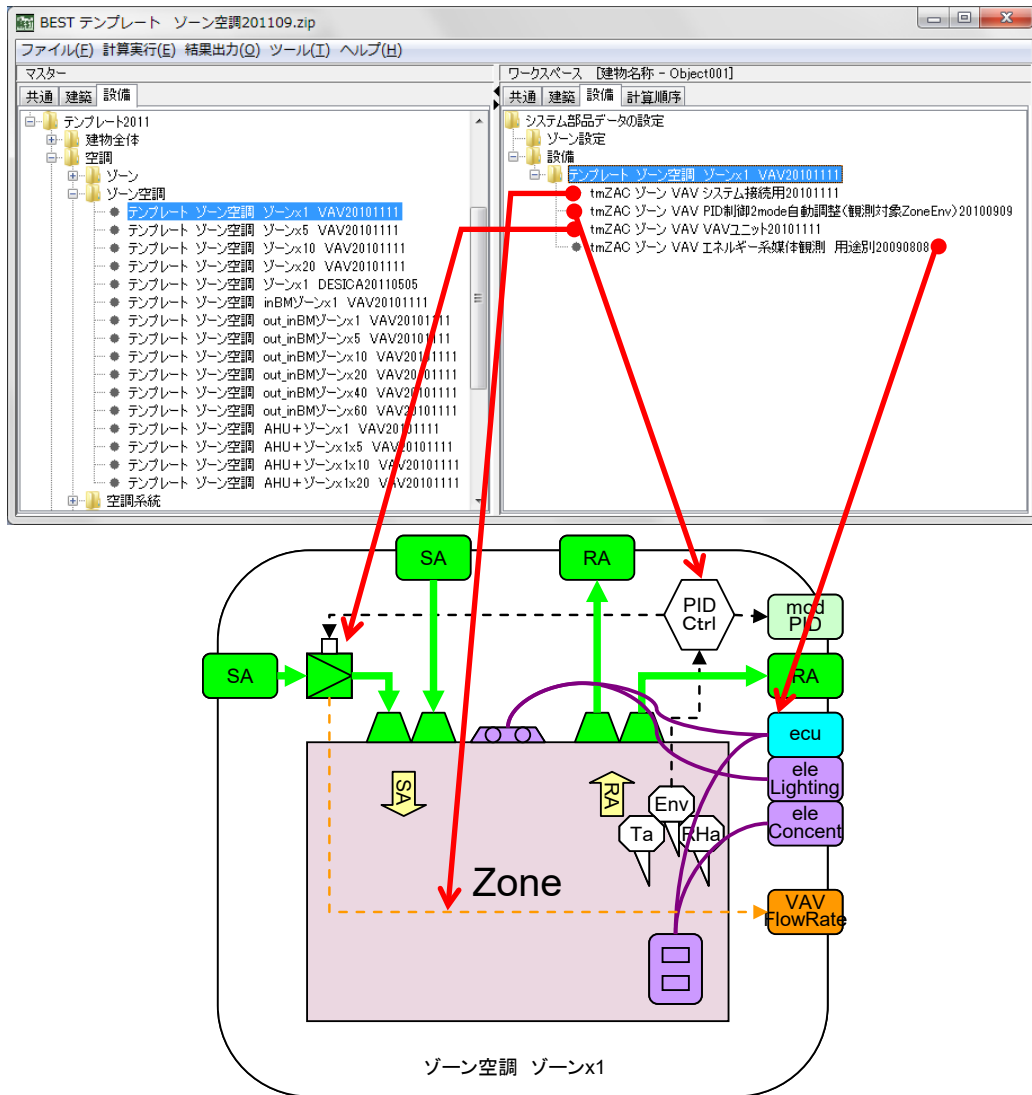 BEST テンプレート　ゾーン空調201109.zip
ファイル(F) 計算実行(E) 結果出力(O) ツール(T) ヘルプ(H)
マスター
共通 建築 設備
テンプレート2011
建物全体
空調
ゾーン
ゾーン空調
テンプレート ゾーン空調 ゾーンx1 VAV20101111
テンプレート ゾーン空調 ゾーンx5 VAV20101111
テンプレート ゾーン空調 ゾーンx10 VAV20101111
テンプレート ゾーン空調 ゾーンx20 VAV20101111
テンプレート ゾーン空調 ゾーンx1 DESICA20110505
テンプレート ゾーン空調 inBMゾーンx1 VAV20101111
テンプレート ゾーン空調 out_inBMゾーンx1 VAV20101111
テンプレート ゾーン空調 out_inBMゾーンx5 VAV20101111
テンプレート ゾーン空調 out_inBMゾーンx10 VAV20101111
テンプレート ゾーン空調 out_inBMゾーンx20 VAV20101111
テンプレート ゾーン空調 out_inBMゾーンx40 VAV20101111
テンプレート ゾーン空調 out_inBMゾーンx60 VAV20101111
テンプレート ゾーン空調 AHU+ゾーンx1 VAV20101111
テンプレート ゾーン空調 AHU+ゾーンx1x5 VAV20101111
テンプレート ゾーン空調 AHU+ゾーンx1x10 VAV20101111
テンプレート ゾーン空調 AHU+ゾーンx1x20 VAV20101111
空調系統
ワークスペース [建物名称 - Object001]
共通 建築 設備 計算順序
システム部品データの設定
ゾーン設定
設備
テンプレート ゾーン空調 ゾーンx1 VAV20101111
tmZAC ゾーン VAV システム接続用20101111
tmZAC ゾーン VAV PID制御2mode自動調整(観測対象ZoneEnv)20100909
tmZAC ゾーン VAV VAVユニット20101111
tmZAC ゾーン VAV エネルギー系媒体観測 用途別20090808
SA
RA
PID
Ctrl
mod
PID
SA
RA
ecu
ele
Lighting
ele
Concent
SA
RA
Env
Ta
RHa
Zone
VAV
FlowRate
ゾーン空調 ゾーンx1